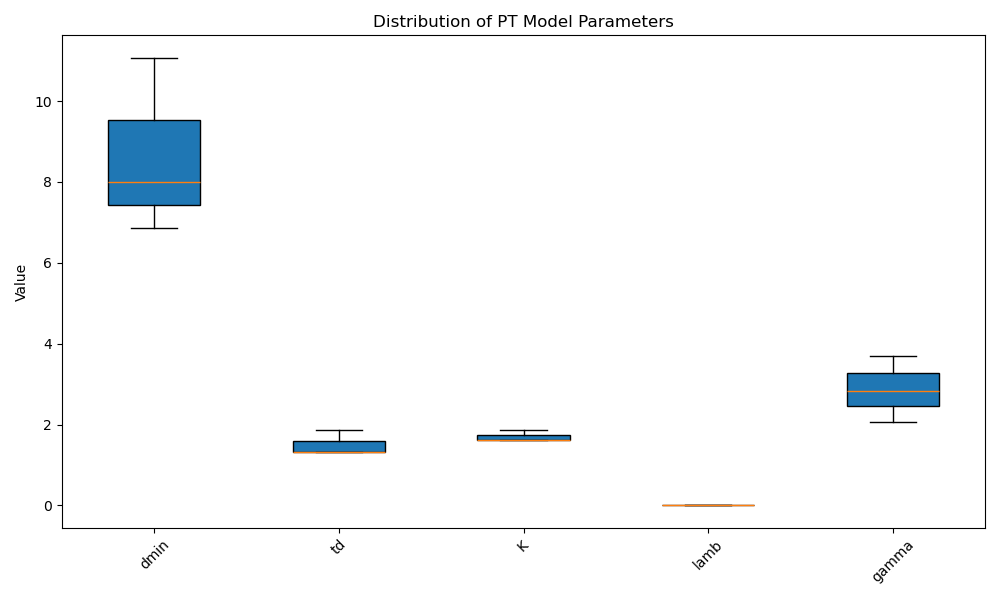 Distribution of PT Model Parameters
10
8
6
4
2
0
Value
dmin
td
K
lamb
gamma